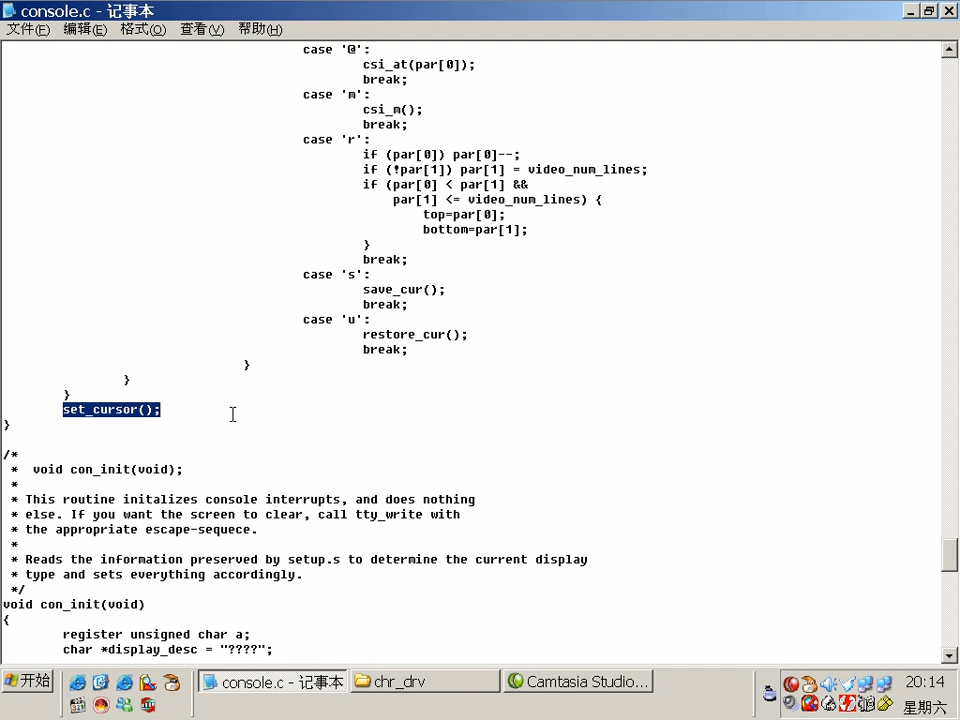 console.c - 记事本
文件(F) 编辑(E) 格式(O) 查看(V) 帮助(H)
case '@':
csi_at(par[0]);
break;
case 'm':
csi_m();
break;
case 'r':
if (par[0]) par[0]--;
if (!par[1]) par[1] = video_num_lines;
if (par[0] < par[1] &&
par[1] <= video_num_lines) {
top=par[0];
bottom=par[1];
}
break;
case 's':
save_cur();
break;
case 'u':
restore_cur();
break;
}
}
}
set_cursor();
}
/*
*  void con_init(void);
*
* This routine initalizes console interrupts, and does nothing
* else. If you want the screen to clear, call tty_write with
* the appropriate escape-sequece.
*
* Reads the information preserved by setup.s to determine the current display
* type and sets everything accordingly.
*/
void con_init(void)
{
register unsigned char a;
char *display_desc = "????";
开始 console.c - 记事本 chr_drv Camtasia Studio... 20:14
星期六